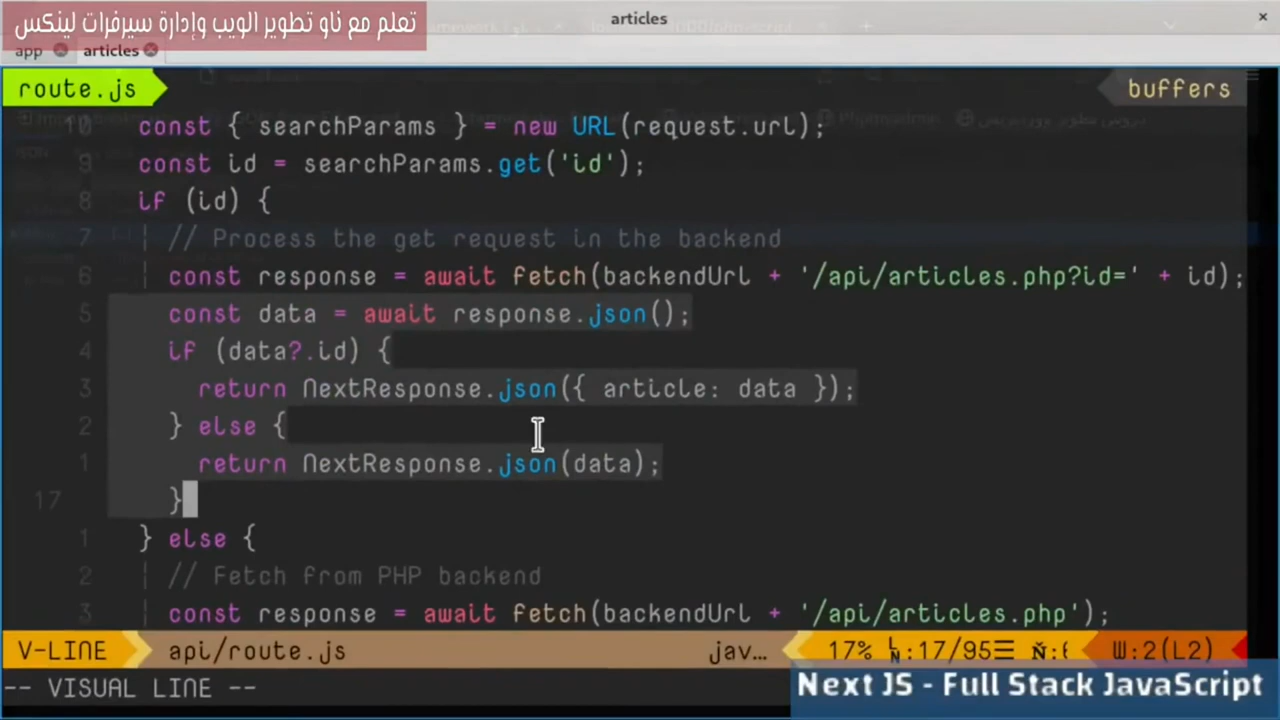 تعلم مع ناو تطوير الويب وإدارة سيرفرات لينكس
articles
app
articles
route.js
buffers
10 const { searchParams } = new URL(request.url);
9 const id = searchParams.get('id');
8 if (id) {
7 // Process the get request in the backend
6 const response = await fetch(backendUrl + '/api/articles.php?id=' + id);
5 const data = await response.json();
4 if (data?.id) {
3 return NextResponse.json({ article: data });
2 } else {
1 return NextResponse.json(data);
17 }
1 } else {
2 // Fetch from PHP backend
3 const response = await fetch(backendUrl + '/api/articles.php');
V-LINE api/route.js jav… 17% ㏑:17/95☰ W:2(L2)
-- VISUAL LINE --
Next JS - Full Stack JavaScript